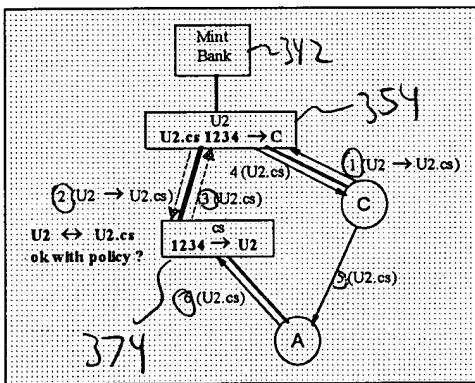 Mint
Bank
342
354
U2
U2.cs 1234 → C
1 (U2 → U2.cs)
4 (U2.cs)
2 (U2 → U2.cs)
3 (U2.cs)
C
U2 ↔ U2.cs
ok with policy ?
cs
1234 → U2
5 (U2.cs)
6 (U2.cs)
374
A